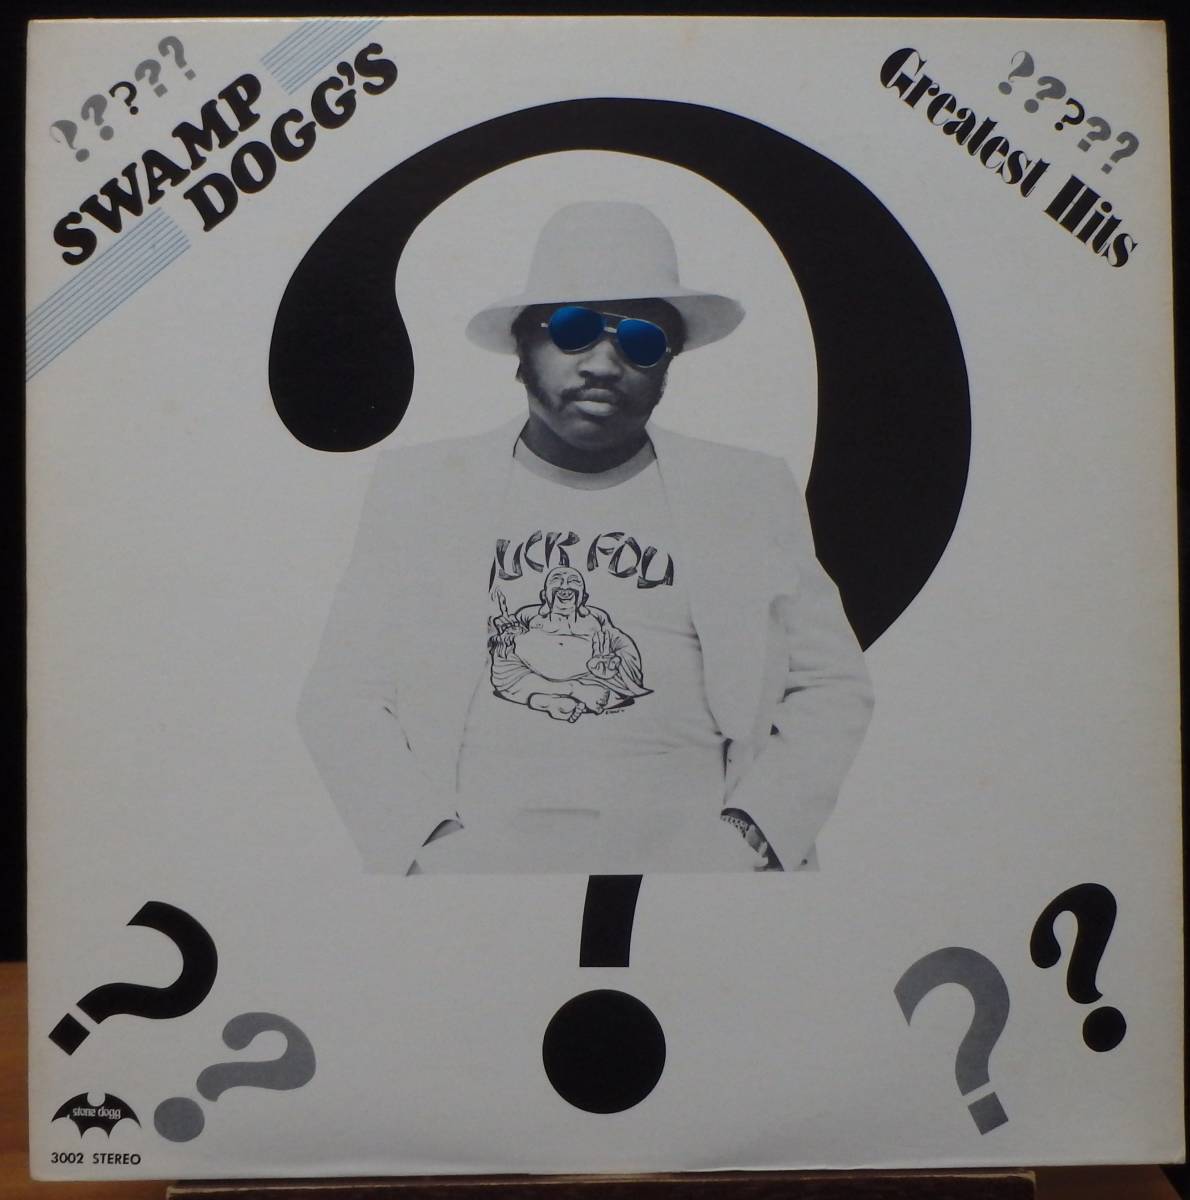 ?????
SWAMP
DOGG'S
?????
Greatest Hits
?
UCK FOU
?
?
?
?
stone dogg
3002 STEREO